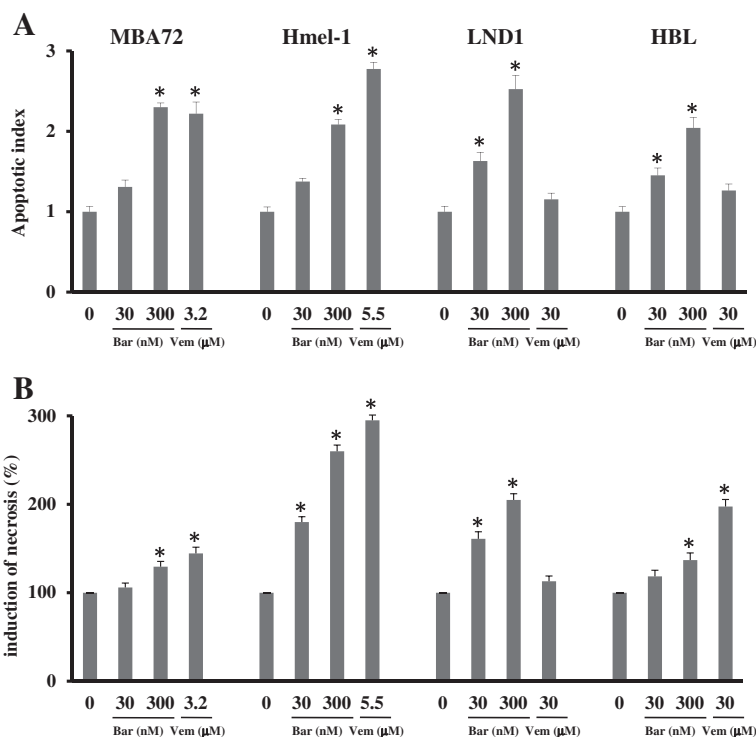 A
MBA72 Hmel-1 LND1 HBL
Apoptotic index
3
2
1
0
* * * * * * * *
0 30 300 3.2 0 30 300 5.5 0 30 300 30 0 30 300 30
Bar (nM) Vem (μM) Bar (nM) Vem (μM) Bar (nM) Vem (μM) Bar (nM) Vem (μM)
B
induction of necrosis (%)
300
200
100
0
* * * * * * * * *
0 30 300 3.2 0 30 300 5.5 0 30 300 30 0 30 300 30
Bar (nM) Vem (μM) Bar (nM) Vem (μM) Bar (nM) Vem (μM) Bar (nM) Vem (μM)